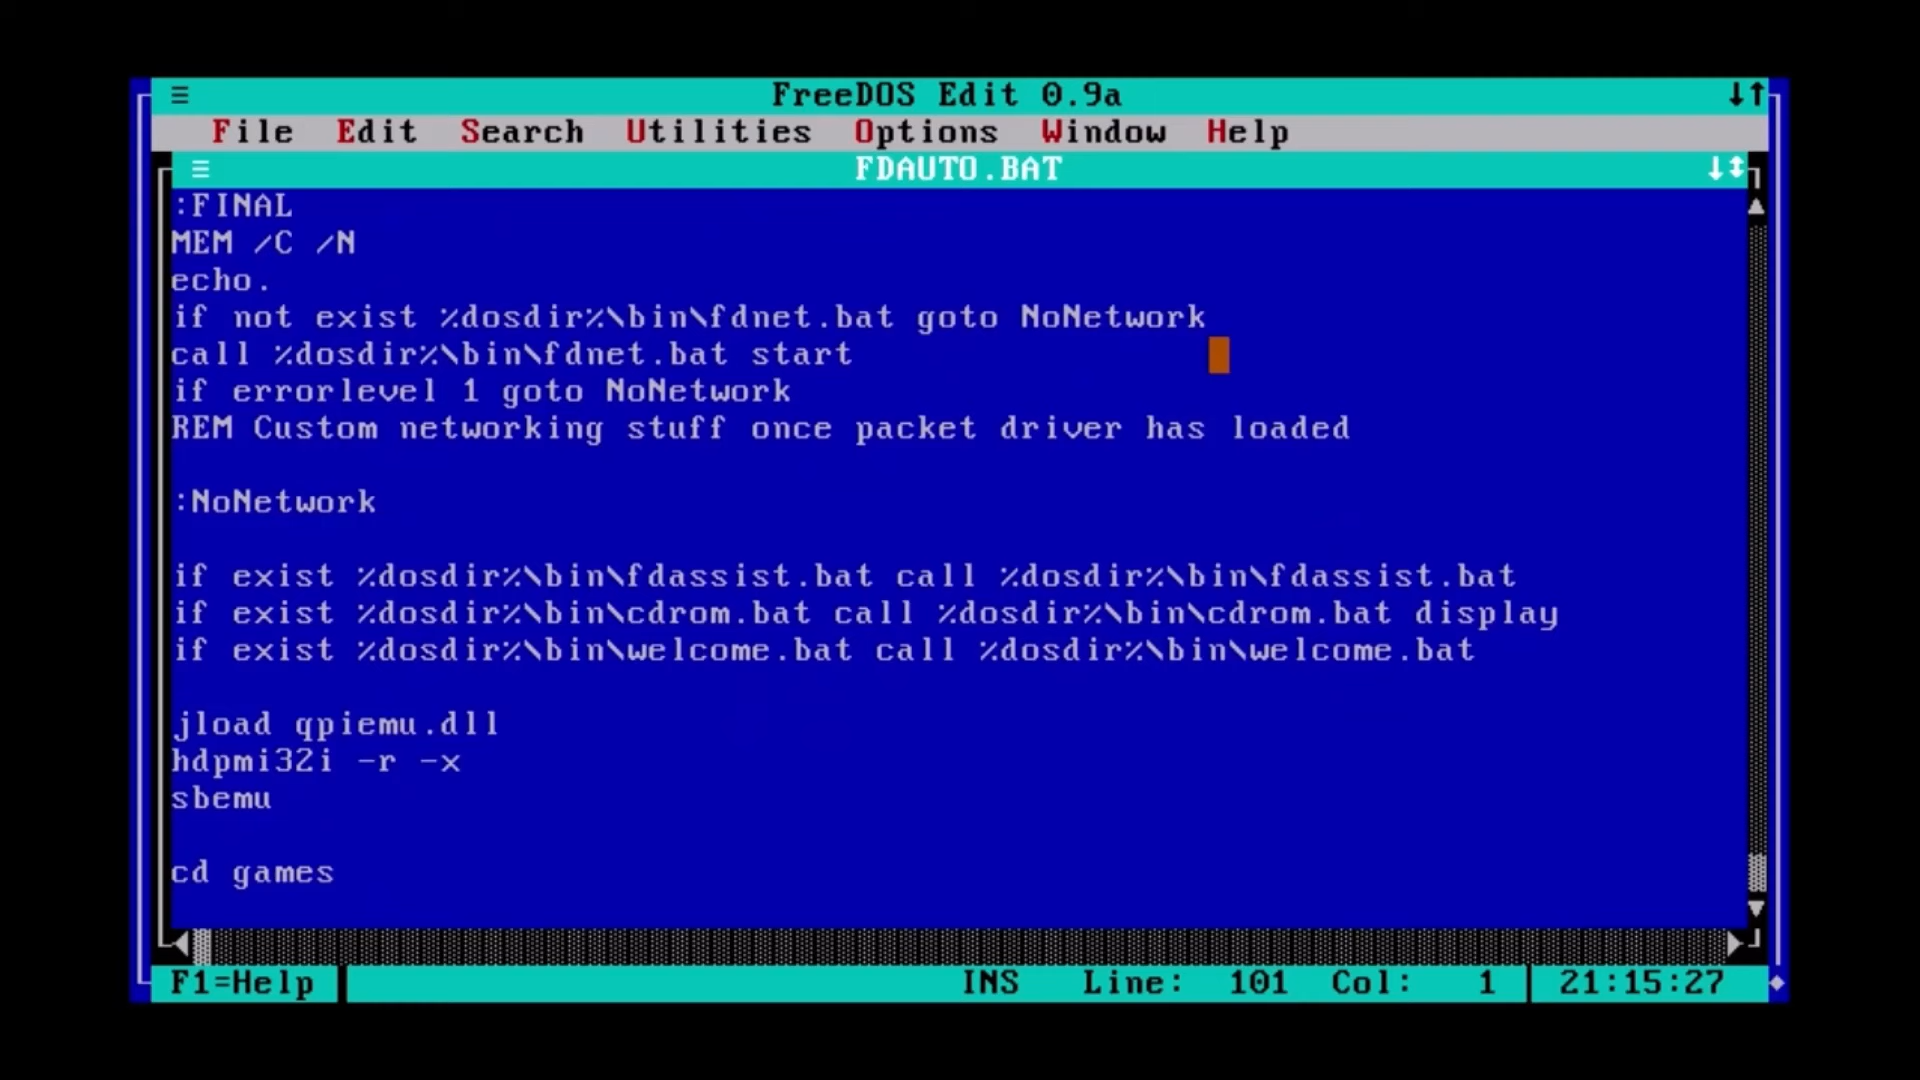 ≡ FreeDOS Edit 0.9a ↓↑
File Edit Search Utilities Options Window Help
≡ FDAUTO.BAT ↓↕
:FINAL
MEM /C /N
echo.
if not exist %dosdir%\bin\fdnet.bat goto NoNetwork
call %dosdir%\bin\fdnet.bat start
if errorlevel 1 goto NoNetwork
REM Custom networking stuff once packet driver has loaded
:NoNetwork
if exist %dosdir%\bin\fdassist.bat call %dosdir%\bin\fdassist.bat
if exist %dosdir%\bin\cdrom.bat call %dosdir%\bin\cdrom.bat display
if exist %dosdir%\bin\welcome.bat call %dosdir%\bin\welcome.bat
jload qpiemu.dll
hdpmi32i -r -x
sbemu
cd games
F1=Help INS Line: 101 Col: 1 21:15:27